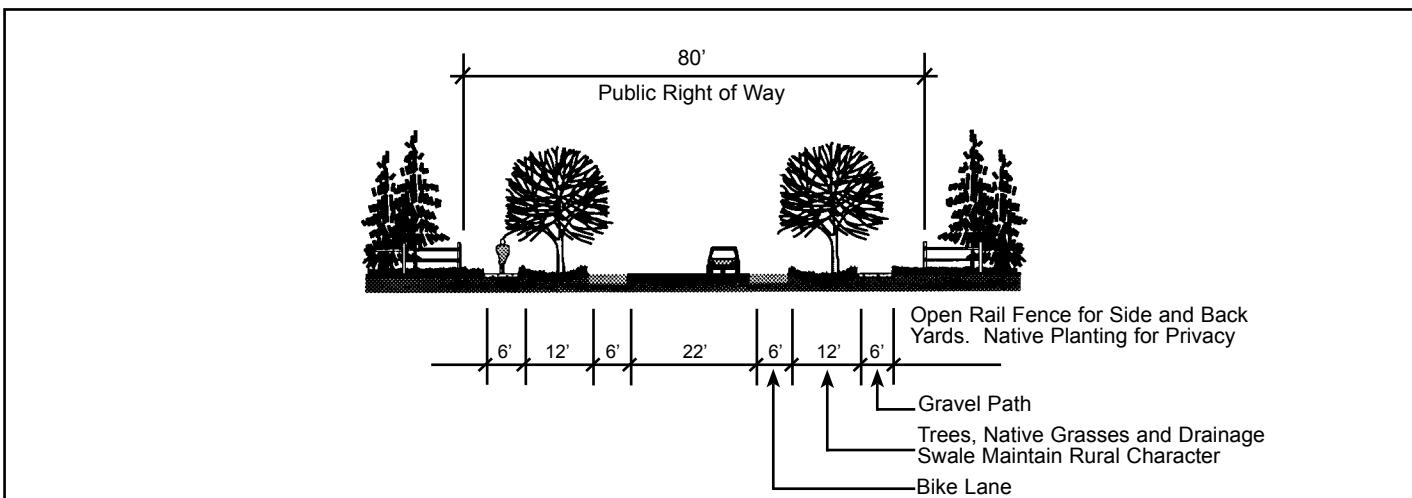 80’
Public Right of Way
Open Rail Fence for Side and Back
Yards. Native Planting for Privacy
6’ 12’ 6’ 22’ 6’ 12’ 6’
Gravel Path
Trees, Native Grasses and Drainage
Swale Maintain Rural Character
Bike Lane